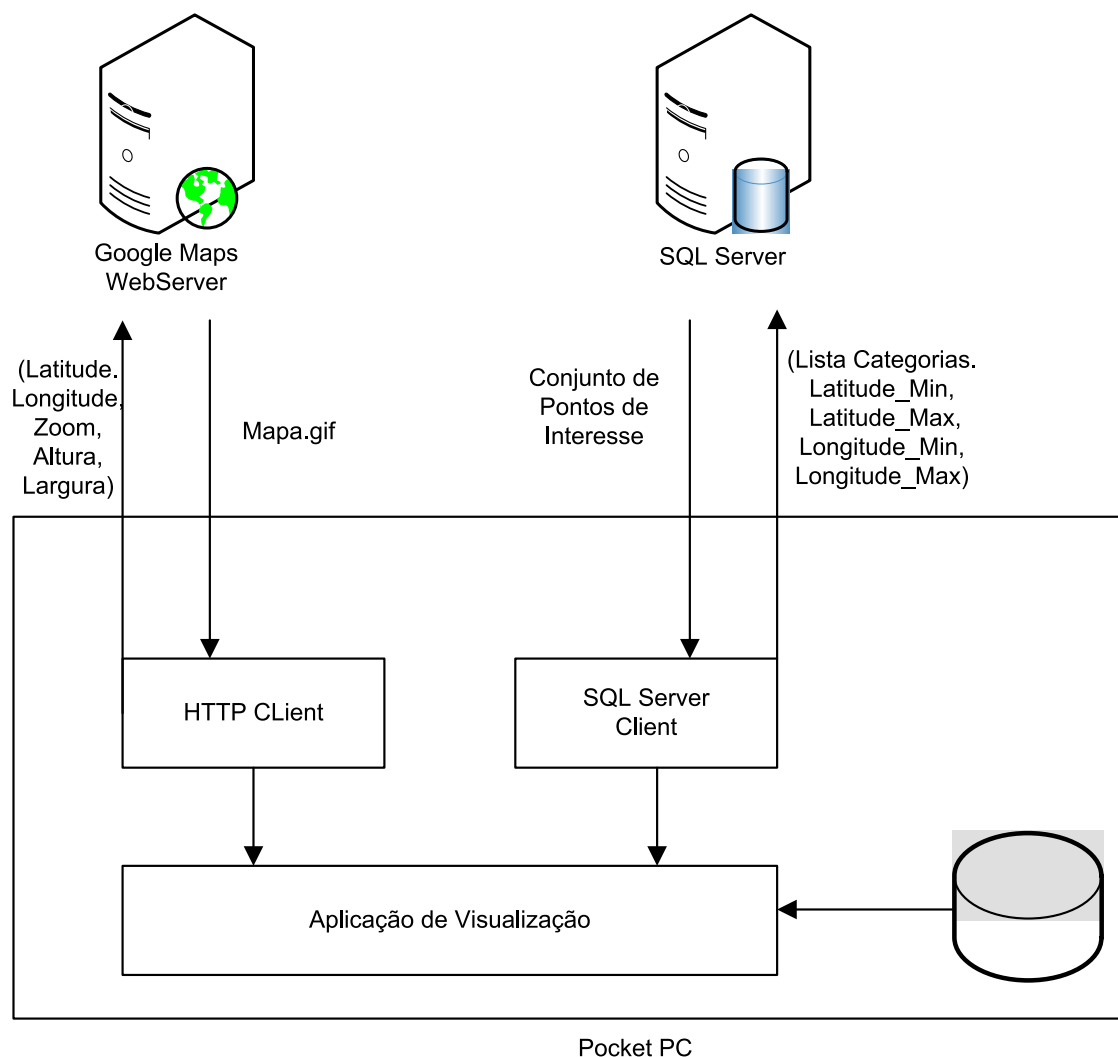 Google Maps
WebServer
SQL Server
(Latitude.
Longitude,
Zoom,
Altura,
Largura)
Mapa.gif
Conjunto de
Pontos de
Interesse
(Lista Categorias.
Latitude_Min,
Latitude_Max,
Longitude_Min,
Longitude_Max)
HTTP CLient
SQL Server
Client
Aplicação de Visualização
Pocket PC